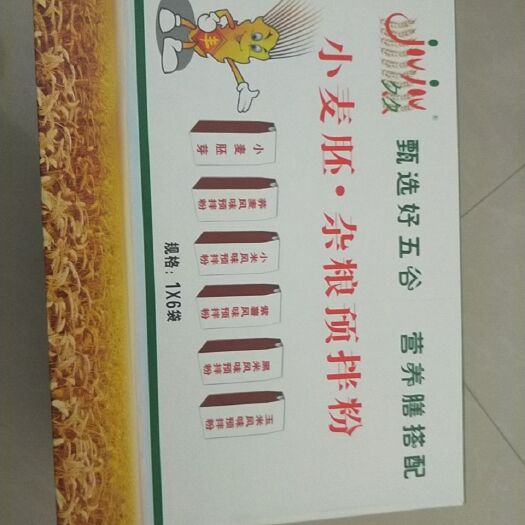 jinjin
R
甄选好五谷 营养膳搭配
小麦胚·杂粮预拌粉
丰
小麦胚芽
荞麦风味预拌粉
小米风味预拌粉
紫薯风味预拌粉
黑米风味预拌粉
玉米风味预拌粉
规格：1X6袋